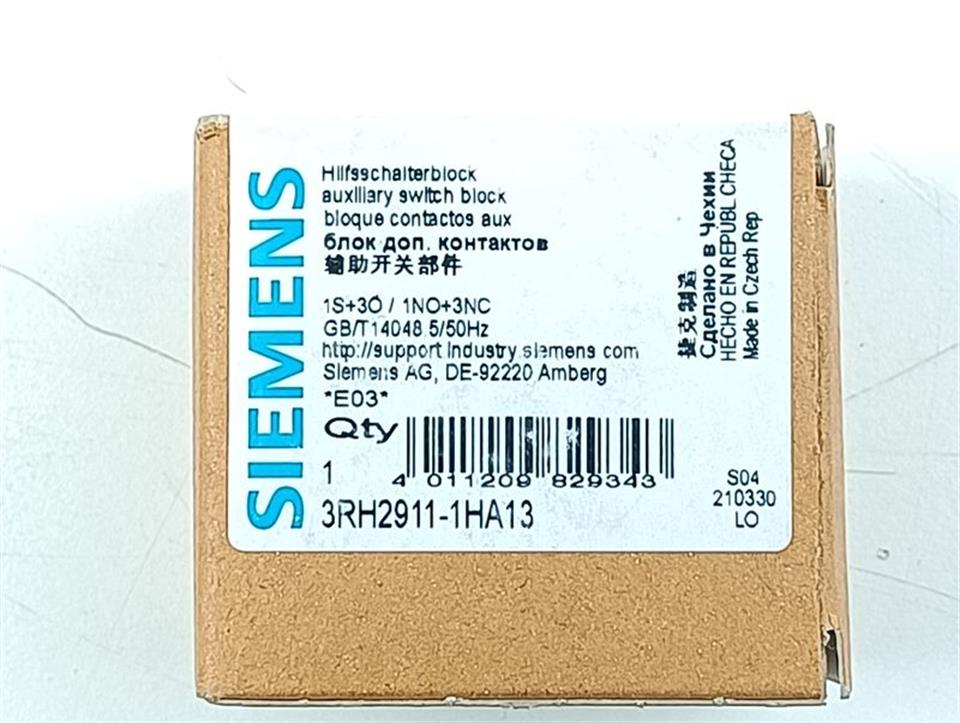 SIEMENS
Hilfsschalterblock
auxiliary switch block
bloque contactos aux
блок доп. контактов
辅助开关部件
1S+3Ö / 1NO+3NC
GB/T14048.5/50Hz
http://support.industry.siemens.com
Siemens AG, DE-92220 Amberg
*E03*
Qty
1
4 011209 829343
3RH2911-1HA13
捷克制造
Сделано в Чехии
HECHO EN REPÚBL CHECA
Made in Czech Rep
S04
210330
LO